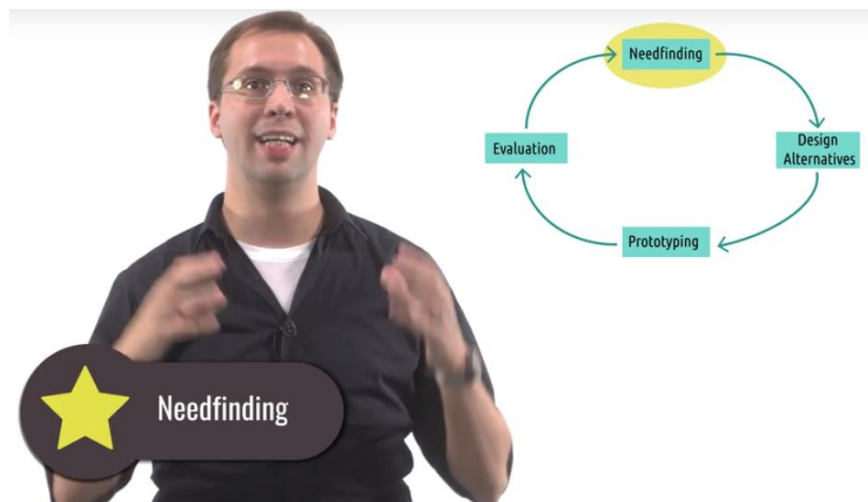 Needfinding
Design
Alternatives
Prototyping
Evaluation
Needfinding